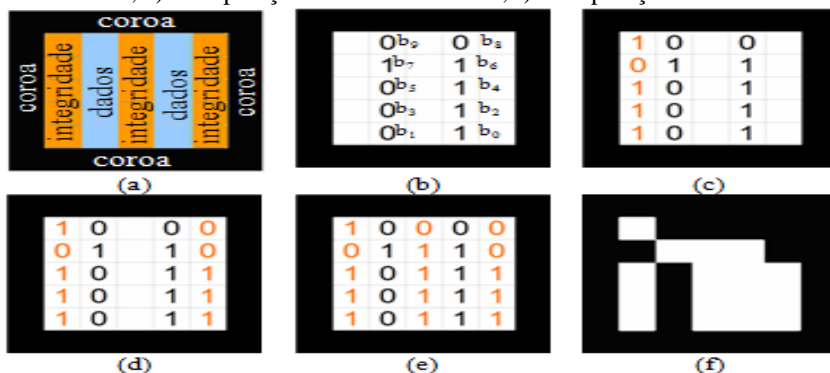 coroa
coroa
integridade
dados
integridade
dados
integridade
coroa
coroa
(a)
0b9 0 b8
1b7 1 b6
0b5 1 b4
0b3 1 b2
0b1 1 b0
(b)
1 0 0
0 1 1
1 0 1
1 0 1
1 0 1
(c)
1 0 0 0
0 1 1 0
1 0 1 1
1 0 1 1
1 0 1 1
(d)
1 0 0 0 0
0 1 1 1 0
1 0 1 1 1
1 0 1 1 1
1 0 1 1 1
(e)
(f)